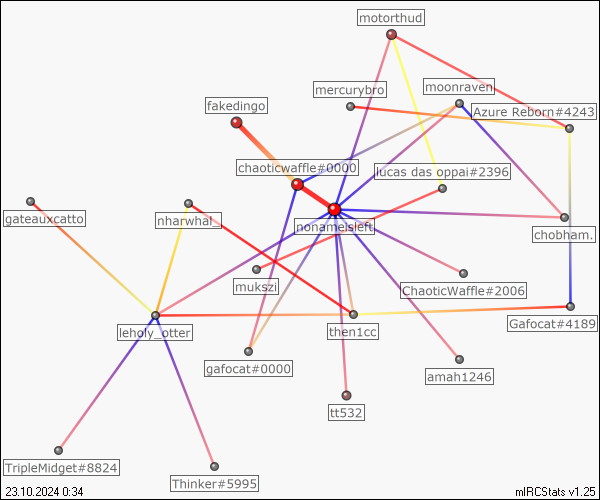 motorthud
mercurybro
moonraven
fakedingo
Azure Reborn#4243
chaoticwaffle#0000
lucas das oppai#2396
gateauxcatto
nharwhal_
nonameisleft
chobham.
mukszi
ChaoticWaffle#2006
leholy_otter
then1cc
Gafocat#4189
gafocat#0000
amah1246
tt532
TripleMidget#8824
Thinker#5995
23.10.2024 0:34
mIRCStats v1.25